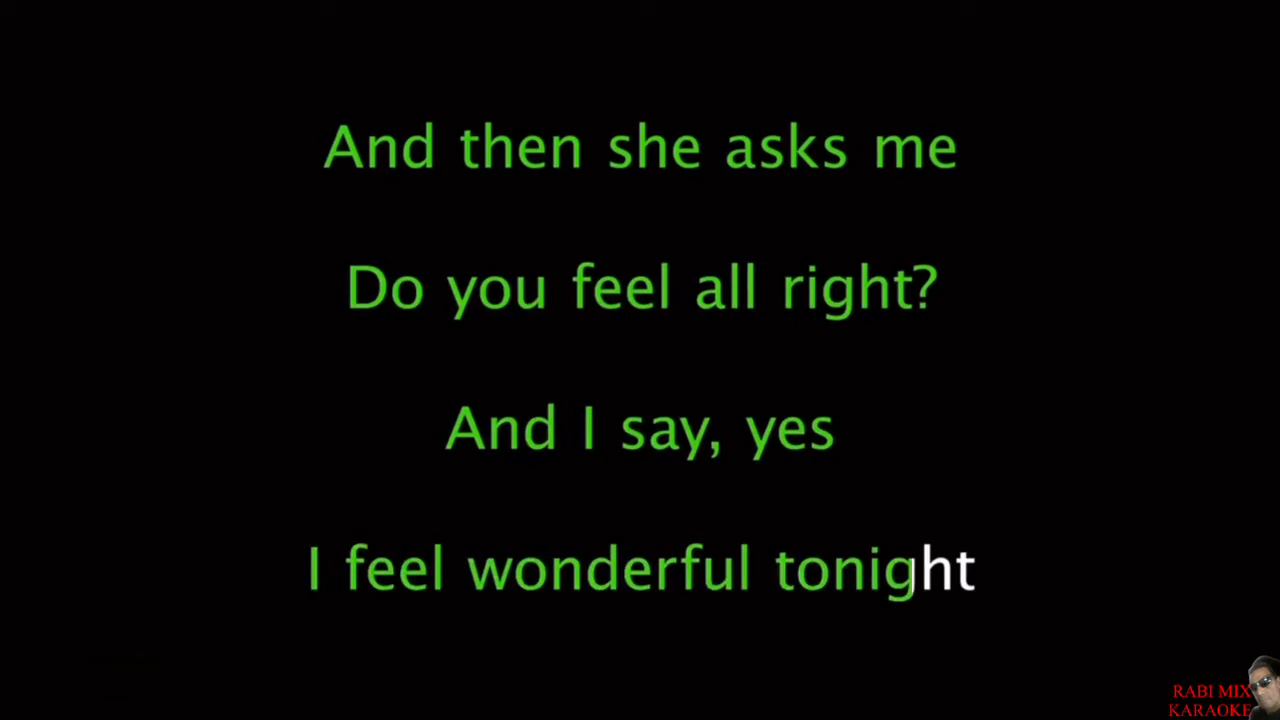 And then she asks me
Do you feel all right?
And I say, yes
I feel wonderful tonight
RABI MIX
KARAOKE